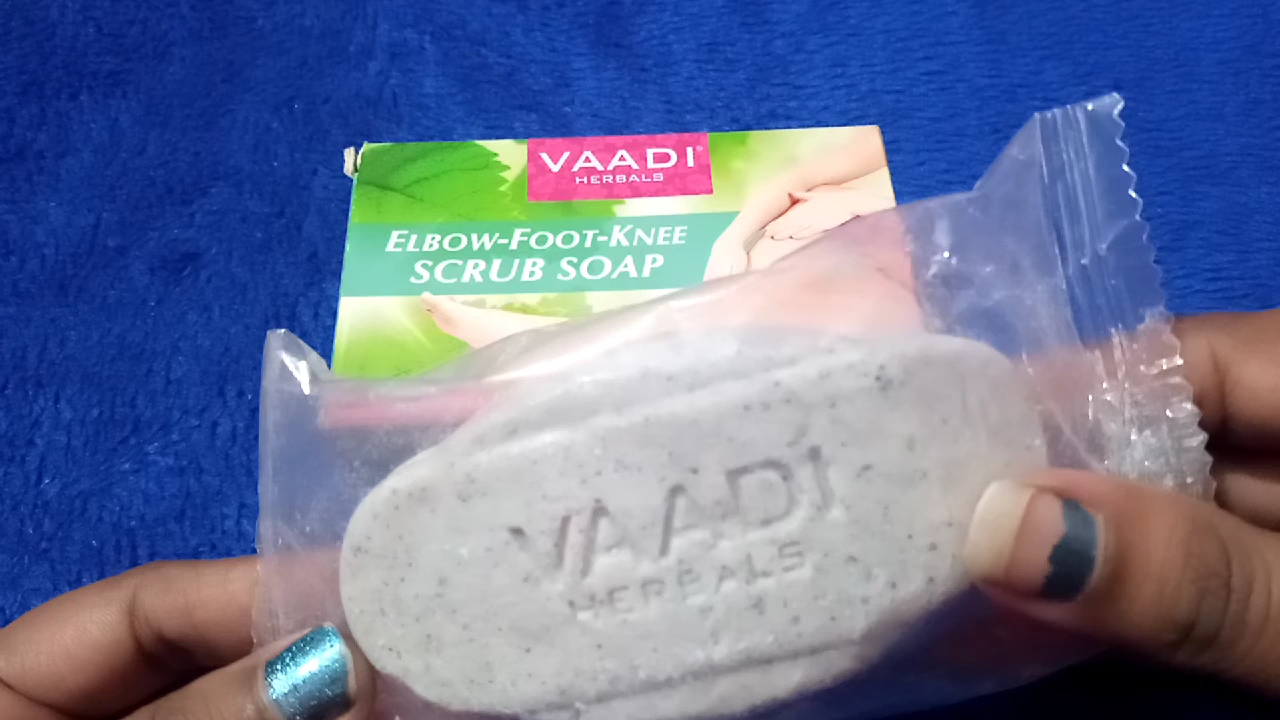 VAADI®
HERBALS
ELBOW-FOOT-KNEE
SCRUB SOAP
VAADI
HERBALS